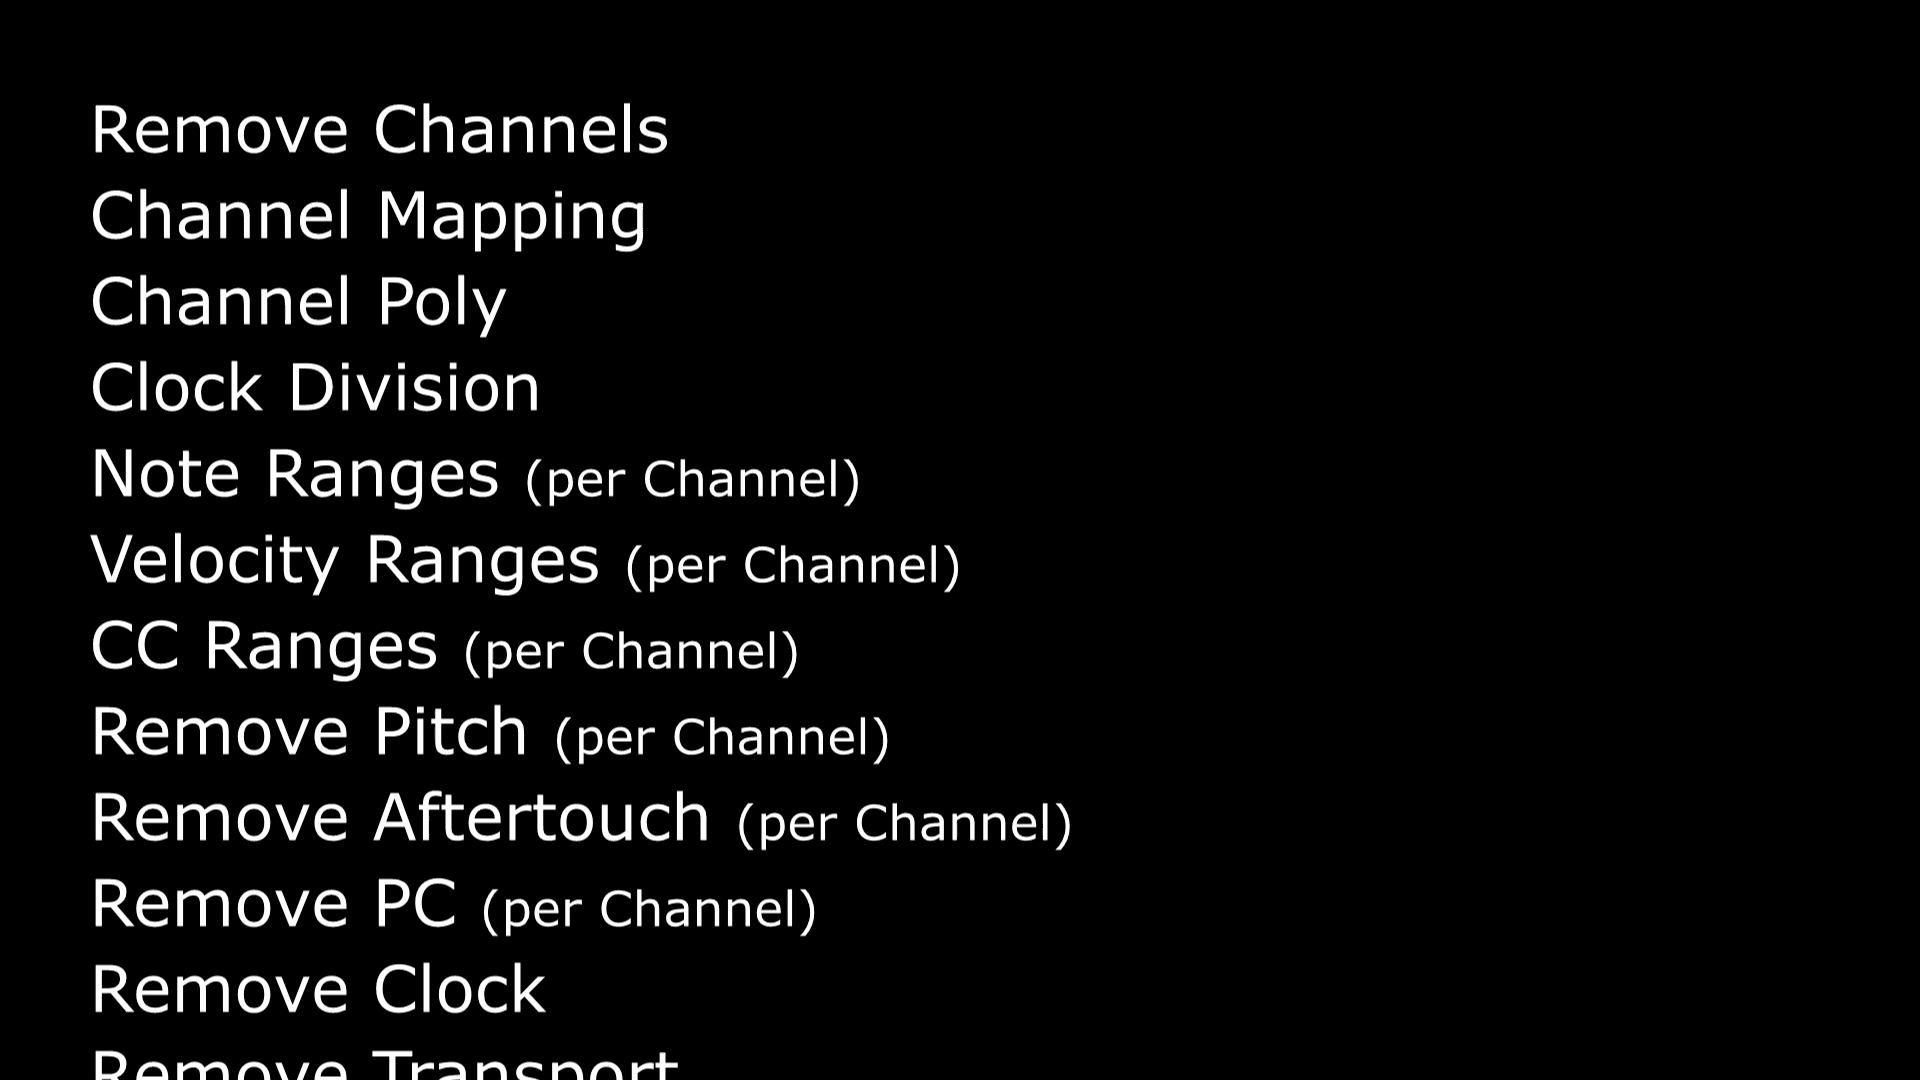 Remove Channels
Channel Mapping
Channel Poly
Clock Division
Note Ranges (per Channel)
Velocity Ranges (per Channel)
CC Ranges (per Channel)
Remove Pitch (per Channel)
Remove Aftertouch (per Channel)
Remove PC (per Channel)
Remove Clock
Remove Transport